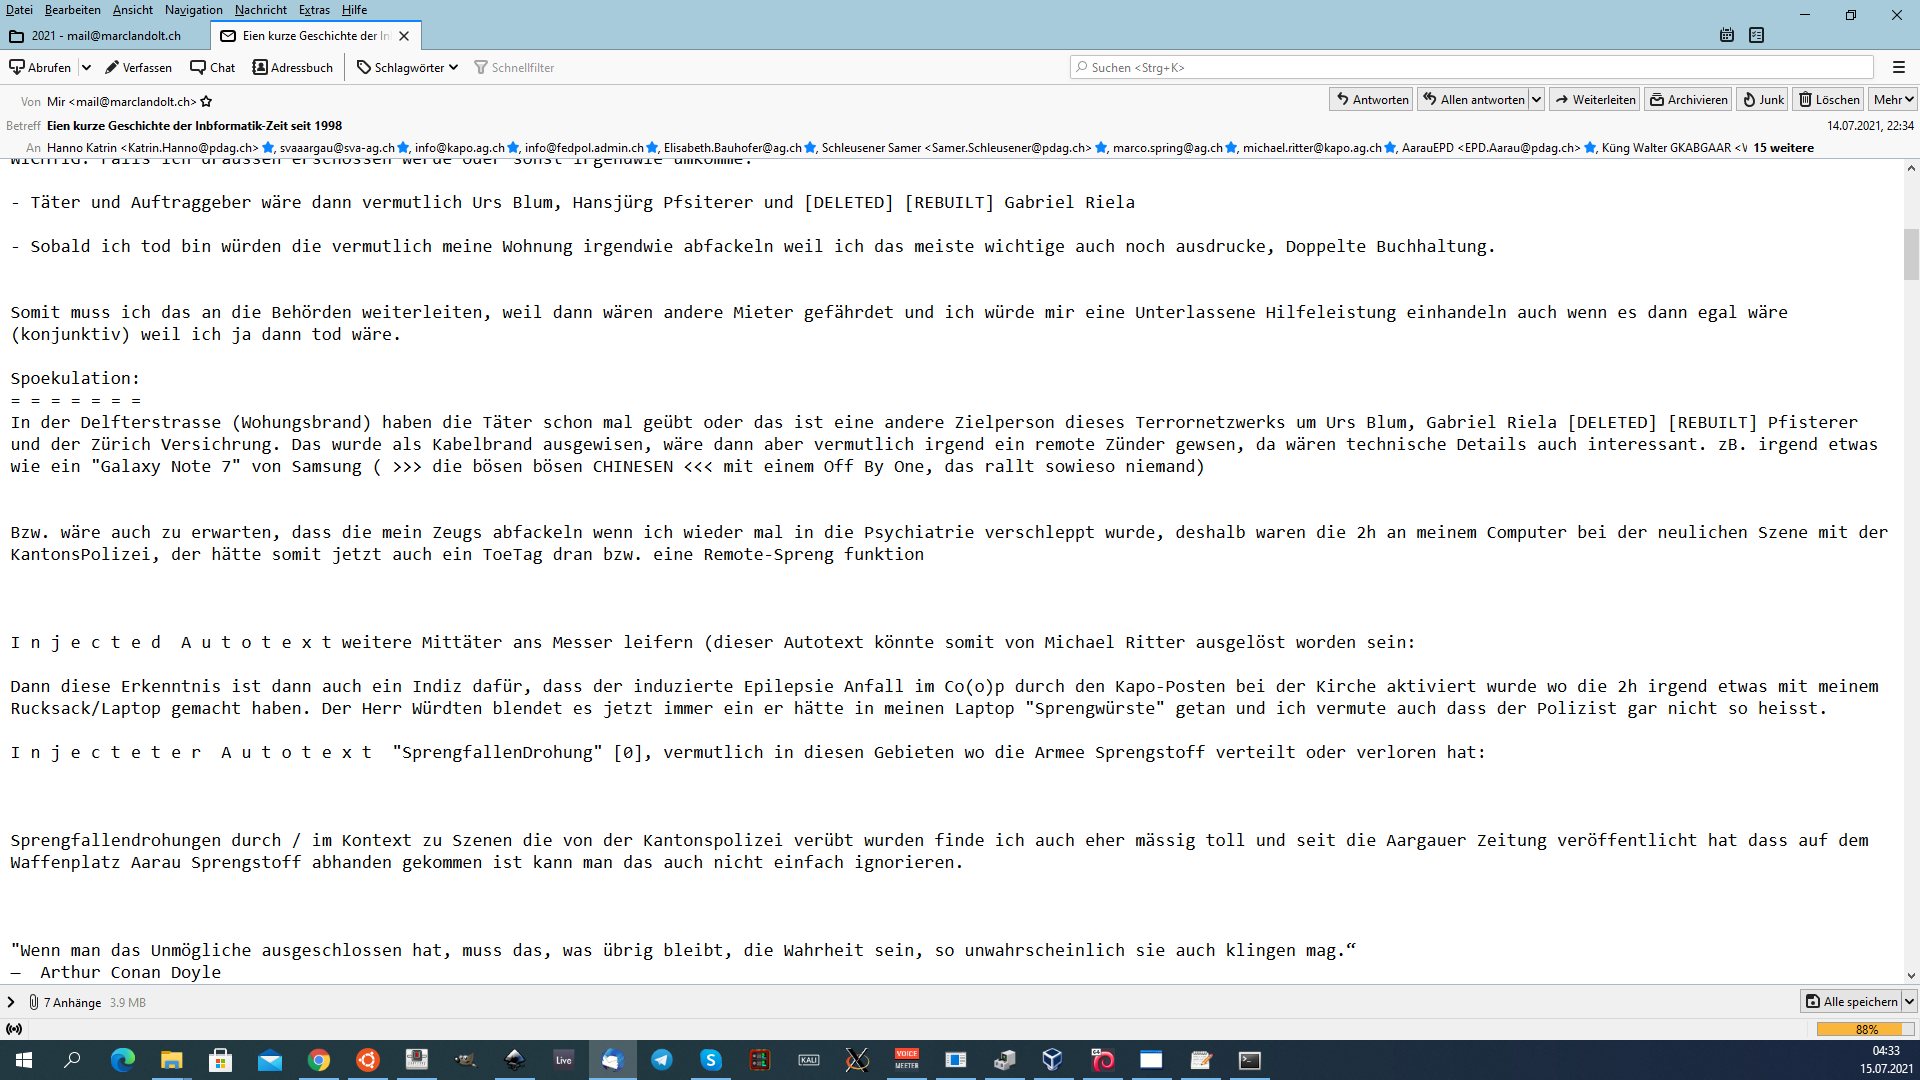 Datei Bearbeiten Ansicht Navigation Nachricht Extras Hilfe
2021 - mail@marclandolt.ch
Eien kurze Geschichte der In
Abrufen Verfassen Chat Adressbuch Schlagwörter Schnellfilter
Suchen <Strg+K>
Von Mir <mail@marclandolt.ch>
Antworten Allen antworten Weiterleiten Archivieren Junk Löschen Mehr
Betreff Eien kurze Geschichte der Inbformatik-Zeit seit 1998
14.07.2021, 22:34
An Hanno Katrin <Katrin.Hanno@pdag.ch>, svaaargau@sva-ag.ch, info@kapo.ag.ch, info@fedpol.admin.ch, Elisabeth.Bauhofer@ag.ch, Schleusener Samer <Samer.Schleusener@pdag.ch>, marco.spring@ag.ch, michael.ritter@kapo.ag.ch, AarauEPD <EPD.Aarau@pdag.ch>, Küng Walter GKABGAAR <V 15 weitere
wichtig: Falls ich draussen erschossen werde oder sonst irgendwie umkomme:
- Täter und Auftraggeber wäre dann vermutlich Urs Blum, Hansjürg Pfsiterer und [DELETED] [REBUILT] Gabriel Riela
- Sobald ich tod bin würden die vermutlich meine Wohnung irgendwie abfackeln weil ich das meiste wichtige auch noch ausdrucke, Doppelte Buchhaltung.
Somit muss ich das an die Behörden weiterleiten, weil dann wären andere Mieter gefährdet und ich würde mir eine Unterlassene Hilfeleistung einhandeln auch wenn es dann egal wäre
(konjunktiv) weil ich ja dann tod wäre.
Spoekulation:
= = = = = = =
In der Delfterstrasse (Wohungsbrand) haben die Täter schon mal geübt oder das ist eine andere Zielperson dieses Terrornetzwerks um Urs Blum, Gabriel Riela [DELETED] [REBUILT] Pfisterer
und der Zürich Versichrung. Das wurde als Kabelbrand ausgewisen, wäre dann aber vermutlich irgend ein remote Zünder gewsen, da wären technische Details auch interessant. zB. irgend etwas
wie ein "Galaxy Note 7" von Samsung ( >>> die bösen bösen CHINESEN <<< mit einem Off By One, das rallt sowieso niemand)
Bzw. wäre auch zu erwarten, dass die mein Zeugs abfackeln wenn ich wieder mal in die Psychiatrie verschleppt wurde, deshalb waren die 2h an meinem Computer bei der neulichen Szene mit der
KantonsPolizei, der hätte somit jetzt auch ein ToeTag dran bzw. eine Remote-Spreng funktion
I n j e c t e d  A u t o t e x t weitere Mittäter ans Messer leifern (dieser Autotext könnte somit von Michael Ritter ausgelöst worden sein:
Dann diese Erkenntnis ist dann auch ein Indiz dafür, dass der induzierte Epilepsie Anfall im Co(o)p durch den Kapo-Posten bei der Kirche aktiviert wurde wo die 2h irgend etwas mit meinem
Rucksack/Laptop gemacht haben. Der Herr Würdten blendet es jetzt immer ein er hätte in meinen Laptop "Sprengwürste" getan und ich vermute auch dass der Polizist gar nicht so heisst.
I n j e c t e t e r  A u t o t e x t  "SprengfallenDrohung" [0], vermutlich in diesen Gebieten wo die Armee Sprengstoff verteilt oder verloren hat:
Sprengfallendrohungen durch / im Kontext zu Szenen die von der Kantonspolizei verübt wurden finde ich auch eher mässig toll und seit die Aargauer Zeitung veröffentlicht hat dass auf dem
Waffenplatz Aarau Sprengstoff abhanden gekommen ist kann man das auch nicht einfach ignorieren.
"Wenn man das Unmögliche ausgeschlossen hat, muss das, was übrig bleibt, die Wahrheit sein, so unwahrscheinlich sie auch klingen mag.“
— Arthur Conan Doyle
7 Anhänge 3.9 MB
Alle speichern
88%
Live
KALI
VOICE
MEETER
04:33
15.07.2021